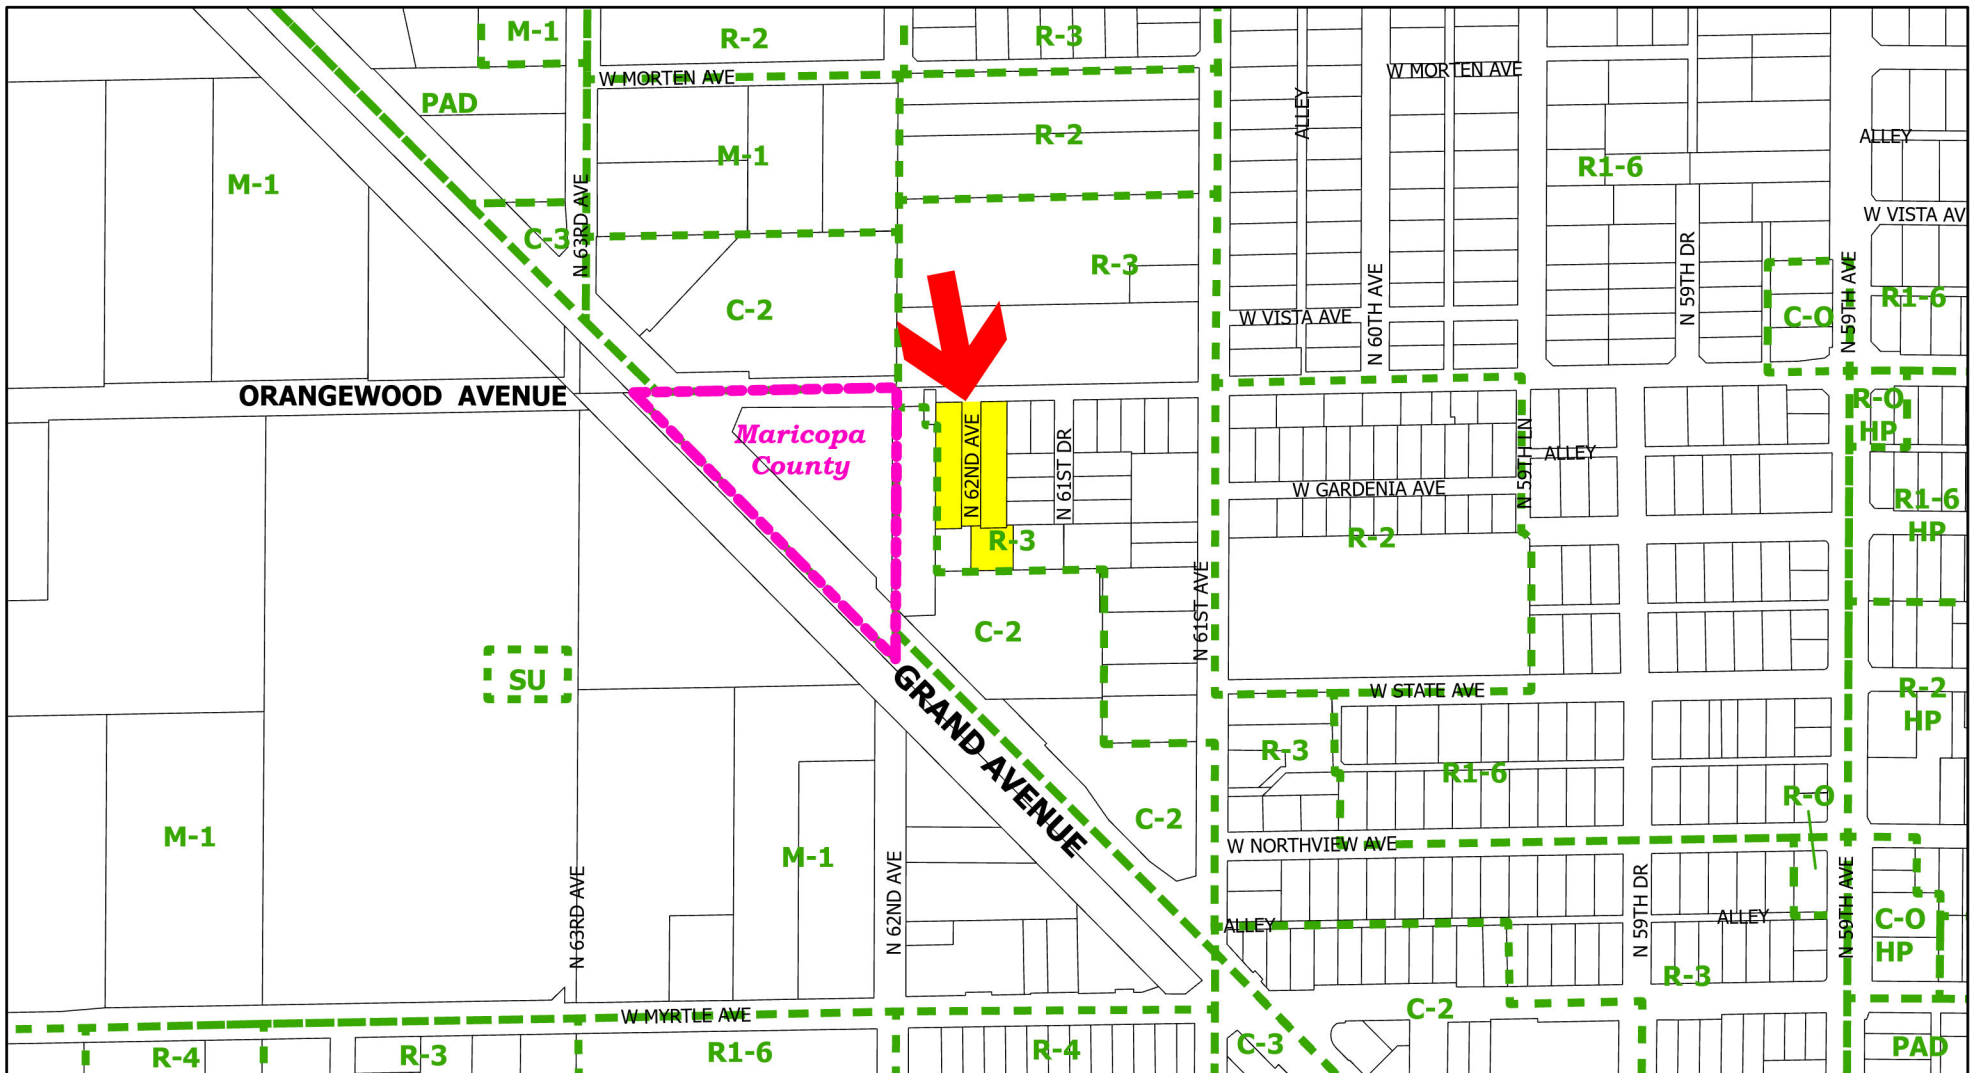 M-1
R-2
R-3
W MORTEN AVE
W MORTEN AVE
PAD
ALLEY
R-2
ALLEY
M-1
R1-6
M-1
N 63RD AVE
W VISTA AV
C-3
R-3
N 59TH DR
N 59TH AVE
C-2
N 60TH AVE
W VISTA AVE
C-O
R1-6
ORANGEWOOD AVENUE
R-O
HP
Maricopa
County
N 62ND AVE
N 61ST DR
N 59TH LN
ALLEY
W GARDENIA AVE
R1-6
HP
R-3
R-2
N 61ST AVE
C-2
SU
GRAND AVENUE
W STATE AVE
R-2
HP
R-3
R1-6
R-O
C-2
M-1
W NORTHVIEW AVE
M-1
N 63RD AVE
N 62ND AVE
N 59TH DR
N 59TH AVE
ALLEY
ALLEY
C-O
HP
R-3
C-2
W MYRTLE AVE
R-4
R-3
R1-6
R-4
C-3
PAD